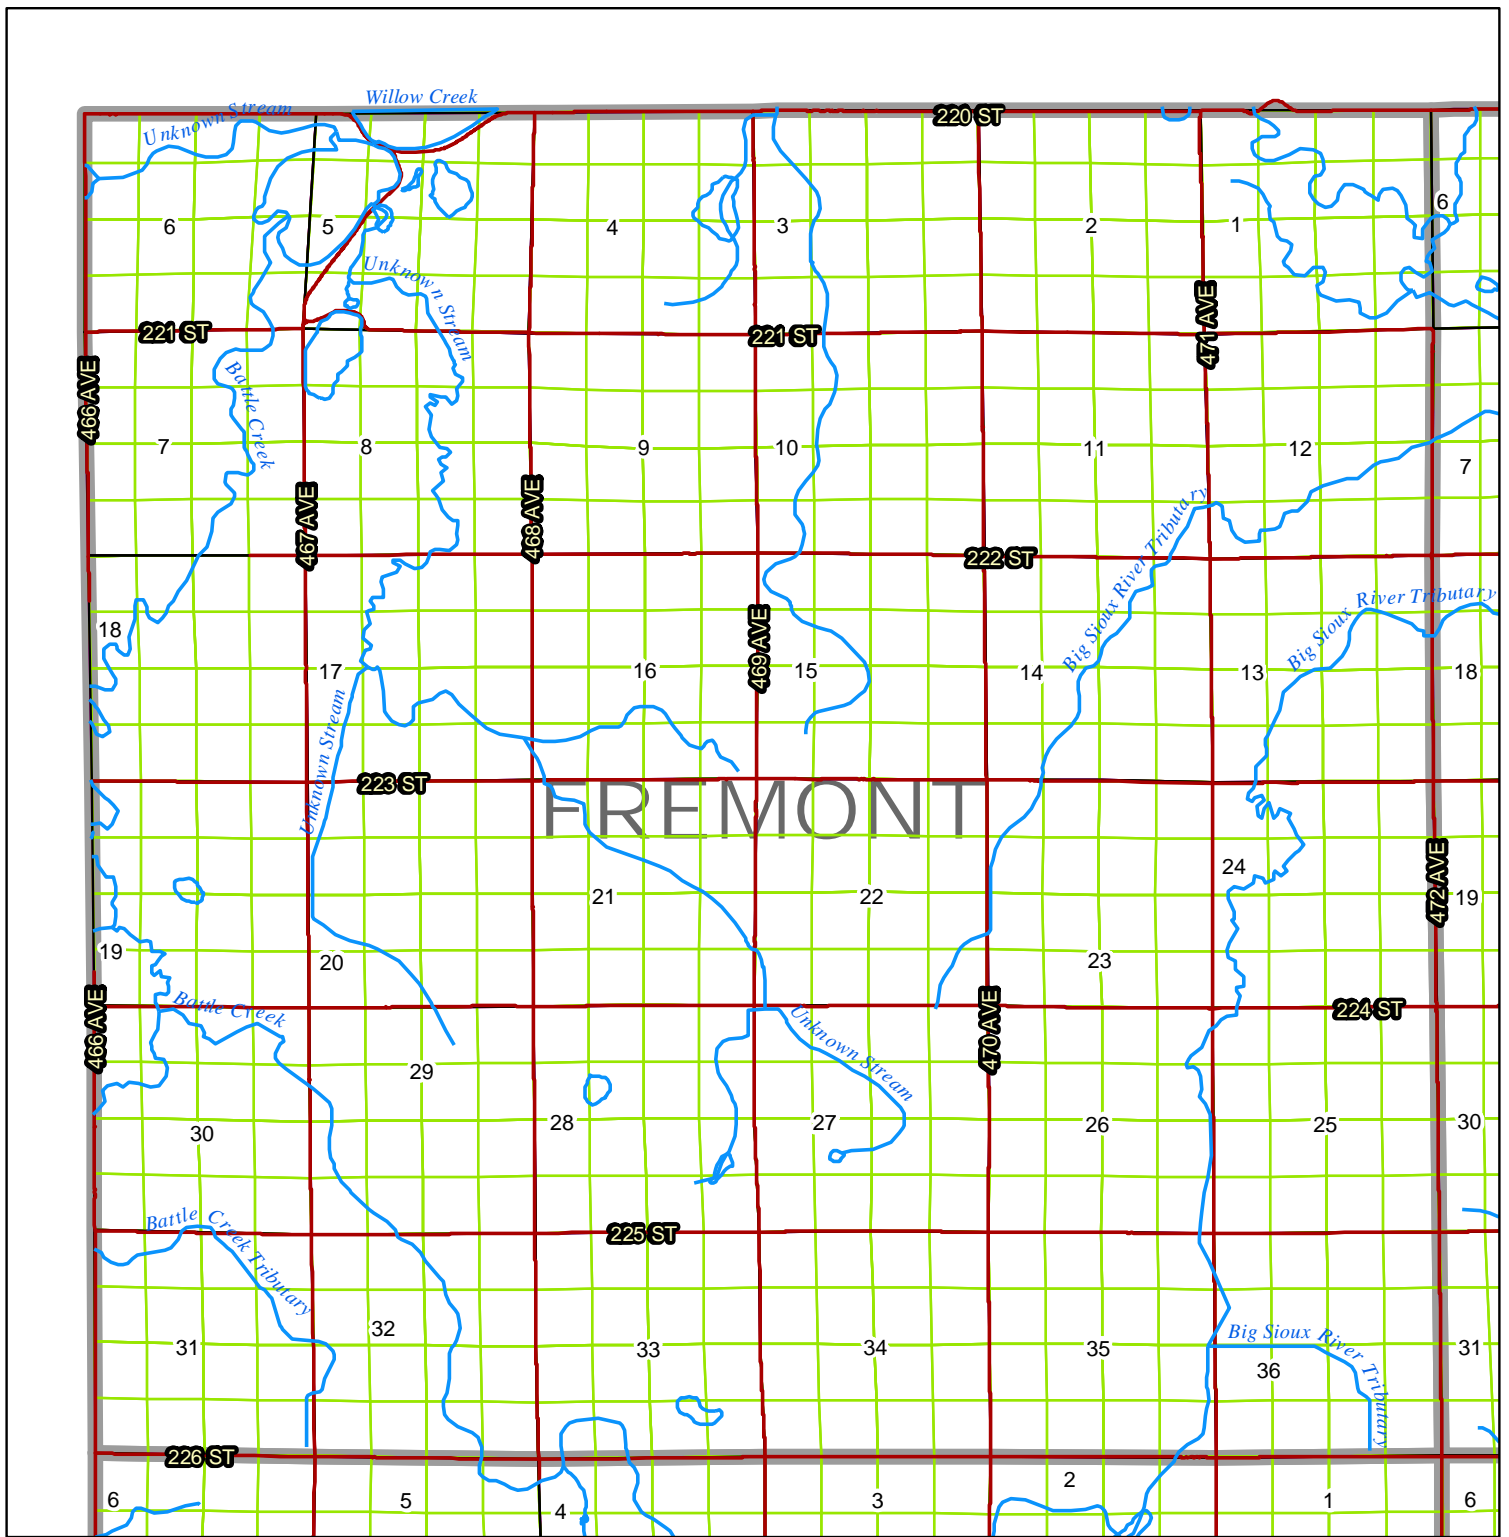 Willow Creek
Unknown Stream
220 ST
6
5
4
3
2
1
6
Unknown Stream
221 ST
221 ST
471 AVE
466 AVE
Battle Creek
7
8
9
10
11
12
7
467 AVE
468 AVE
Big Sioux River Tributary
222 ST
Big Sioux River Tributary
18
17
16
469 AVE
15
14
13
18
Unknown Stream
223 ST
FREMONT
24
472 AVE
21
22
19
19
20
23
466 AVE
Battle Creek
470 AVE
224 ST
Unknown Stream
29
30
28
27
26
25
30
Battle Creek Tributary
225 ST
31
32
33
34
35
Big Sioux River Tributary
36
31
226 ST
6
5
4
3
2
1
6